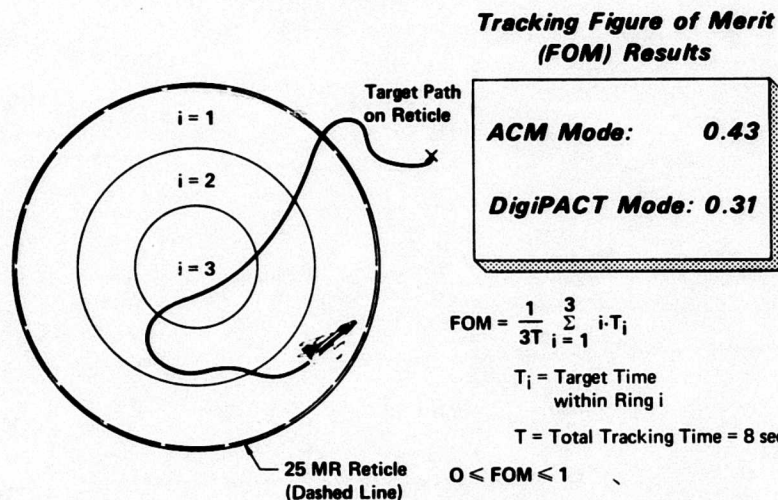 Tracking Figure of Merit
(FOM) Results
ACM Mode: 0.43
DigiPACT Mode: 0.31
Target Path
on Reticle
i = 1
i = 2
i = 3
FOM = 1/3T Σ i = 1 3 i·Tᵢ
Tᵢ = Target Time
within Ring i
T = Total Tracking Time = 8 sec
0 ≤ FOM ≤ 1
25 MR Reticle
(Dashed Line)